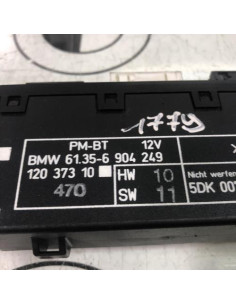 1779
PM-BT 12V
BMW 61.35-6 904 249
120 373 10 HW 10
470 SW 11
Nicht werfen
5DK 00